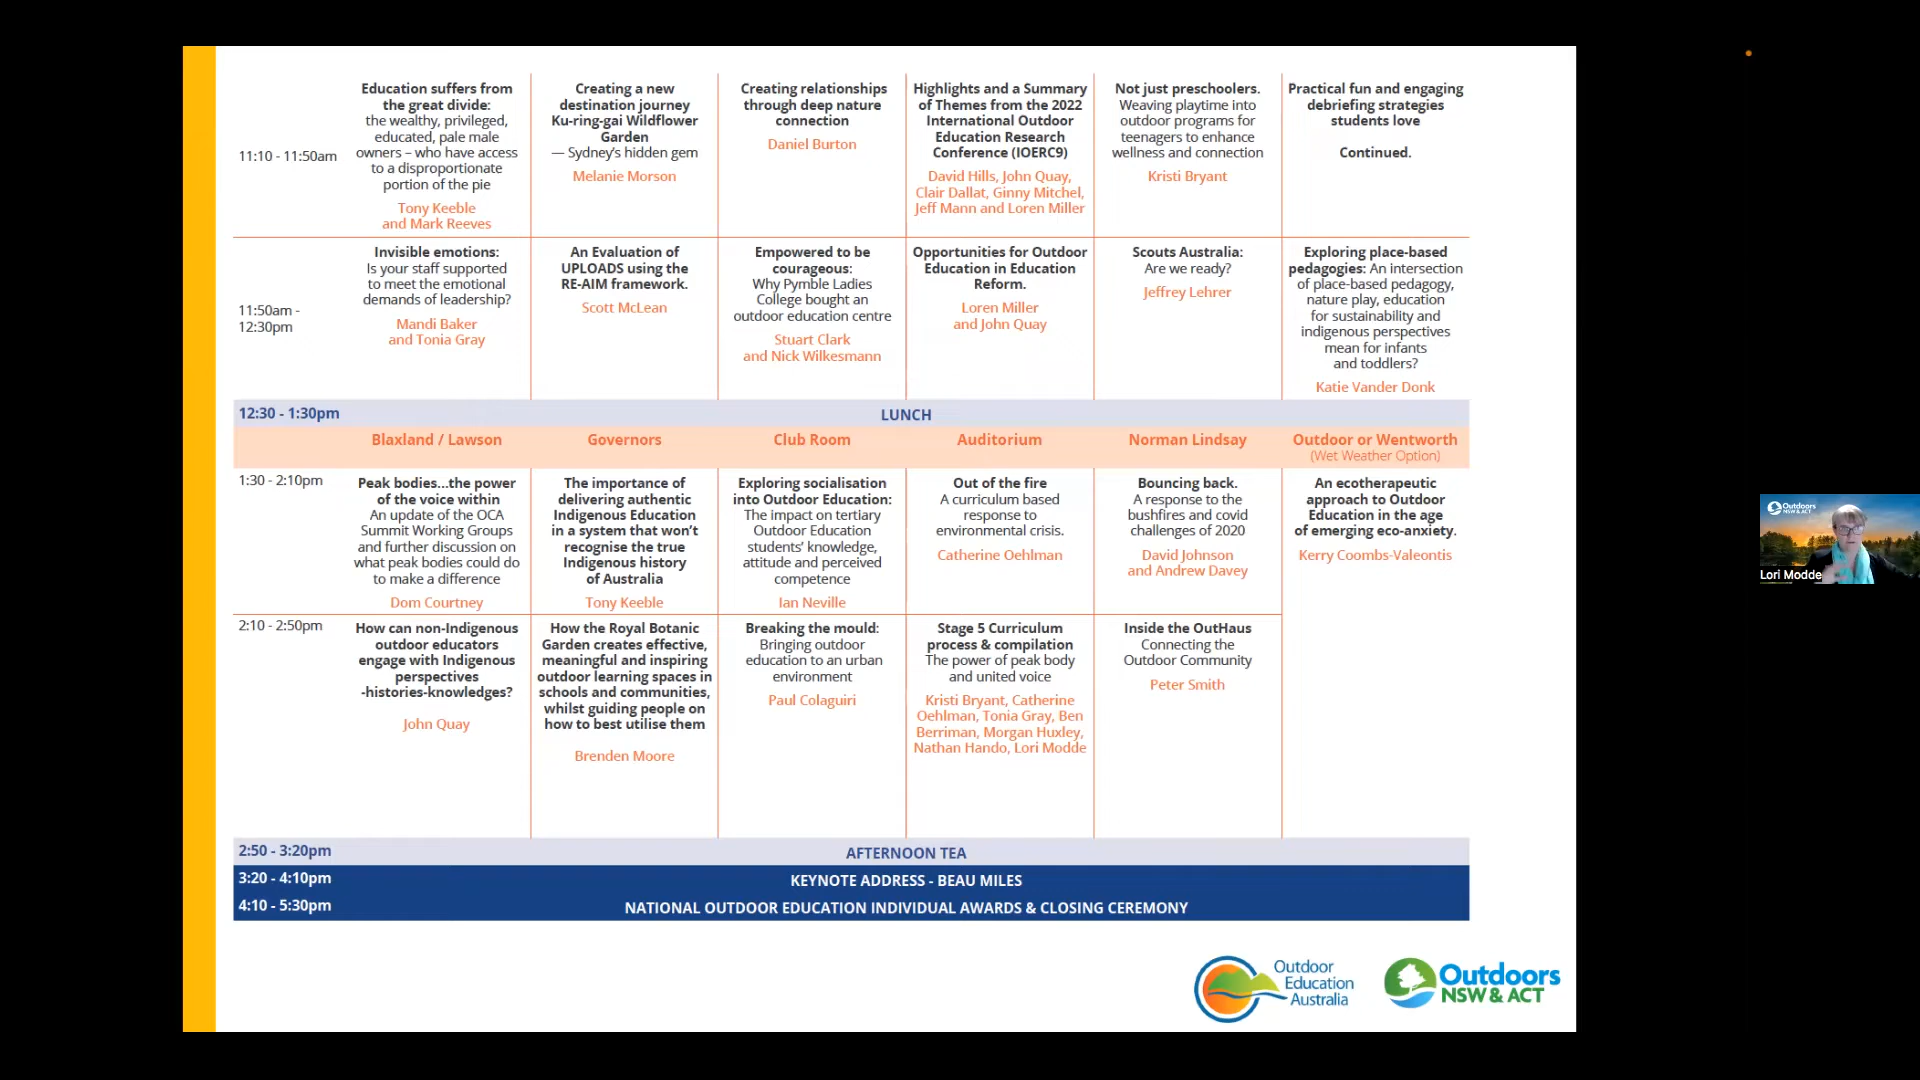 11:10 - 11:50am
Education suffers from
the great divide:
the wealthy, privileged,
educated, pale male
owners – who have access
to a disproportionate
portion of the pie
Tony Keeble
and Mark Reeves
Creating a new
destination journey
Ku-ring-gai Wildflower
Garden
— Sydney's hidden gem
Melanie Morson
Creating relationships
through deep nature
connection
Daniel Burton
Highlights and a Summary
of Themes from the 2022
International Outdoor
Education Research
Conference (IOERC9)
David Hills, John Quay,
Clair Dallat, Ginny Mitchel,
Jeff Mann and Loren Miller
Not just preschoolers.
Weaving playtime into
outdoor programs for
teenagers to enhance
wellness and connection
Kristi Bryant
Practical fun and engaging
debriefing strategies
students love
Continued.
11:50am -
12:30pm
Invisible emotions:
Is your staff supported
to meet the emotional
demands of leadership?
Mandi Baker
and Tonia Gray
An Evaluation of
UPLOADS using the
RE-AIM framework.
Scott McLean
Empowered to be
courageous:
Why Pymble Ladies
College bought an
outdoor education centre
Stuart Clark
and Nick Wilkesmann
Opportunities for Outdoor
Education in Education
Reform.
Loren Miller
and John Quay
Scouts Australia:
Are we ready?
Jeffrey Lehrer
Exploring place-based
pedagogies: An intersection
of place-based pedagogy,
nature play, education
for sustainability and
indigenous perspectives
mean for infants
and toddlers?
Katie Vander Donk
12:30 - 1:30pm
LUNCH
Blaxland / Lawson
Governors
Club Room
Auditorium
Norman Lindsay
Outdoor or Wentworth
(Wet Weather Option)
1:30 - 2:10pm
Peak bodies...the power
of the voice within
An update of the OCA
Summit Working Groups
and further discussion on
what peak bodies could do
to make a difference
Dom Courtney
The importance of
delivering authentic
Indigenous Education
in a system that won't
recognise the true
Indigenous history
of Australia
Tony Keeble
Exploring socialisation
into Outdoor Education:
The impact on tertiary
Outdoor Education
students' knowledge,
attitude and perceived
competence
Ian Neville
Out of the fire
A curriculum based
response to
environmental crisis.
Catherine Oehlman
Bouncing back.
A response to the
bushfires and covid
challenges of 2020
David Johnson
and Andrew Davey
An ecotherapeutic
approach to Outdoor
Education in the age
of emerging eco-anxiety.
Kerry Coombs-Valeontis
2:10 - 2:50pm
How can non-Indigenous
outdoor educators
engage with Indigenous
perspectives
-histories-knowledges?
John Quay
How the Royal Botanic
Garden creates effective,
meaningful and inspiring
outdoor learning spaces in
schools and communities,
whilst guiding people on
how to best utilise them
Brenden Moore
Breaking the mould:
Bringing outdoor
education to an urban
environment
Paul Colaguiri
Stage 5 Curriculum
process & compilation
The power of peak body
and united voice
Kristi Bryant, Catherine
Oehlman, Tonia Gray, Ben
Berriman, Morgan Huxley,
Nathan Hando, Lori Modde
Inside the OutHaus
Connecting the
Outdoor Community
Peter Smith
2:50 - 3:20pm
AFTERNOON TEA
3:20 - 4:10pm
KEYNOTE ADDRESS - BEAU MILES
4:10 - 5:30pm
NATIONAL OUTDOOR EDUCATION INDIVIDUAL AWARDS & CLOSING CEREMONY
Outdoor
Education
Australia
Outdoors
NSW & ACT
Outdoors
NSW & ACT
Lori Modde